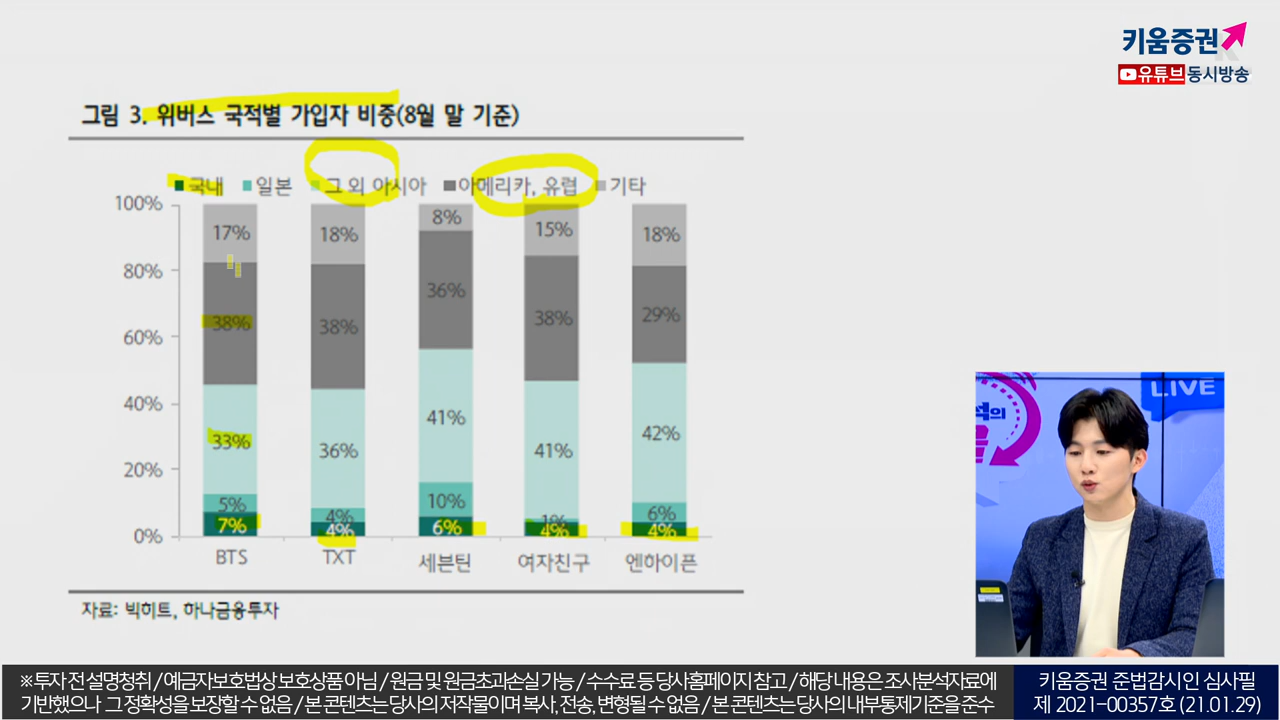 키움증권
유튜브 동시방송
그림 3. 위버스 국적별 가입자 비중(8월 말 기준)
국내 일본 그 외 아시아 아메리카, 유럽 기타
100%
80%
60%
40%
20%
0%
17% 18% 8% 15% 18%
38% 38% 36% 38% 29%
33% 36% 41% 41% 42%
5% 4% 10% 1% 6%
7% 4% 6% 4% 4%
BTS TXT 세븐틴 여자친구 엔하이픈
자료: 빅히트, 하나금융투자
LIVE
※ 투자 전 설명청취 / 예금자보호법상 보호상품 아님 / 원금 및 원금초과손실 가능 / 수수료 등 당사홈페이지 참고 / 해당 내용은 조사분석자료에
기반했으나 그 정확성을 보장할 수 없음 / 본 콘텐츠는 당사의 저작물이며 복사, 전송, 변형될 수 없음 / 본 콘텐츠는 당사의 내부통제기준을 준수
키움증권 준법감시인 심사필
제 2021-00357호 (21.01.29)